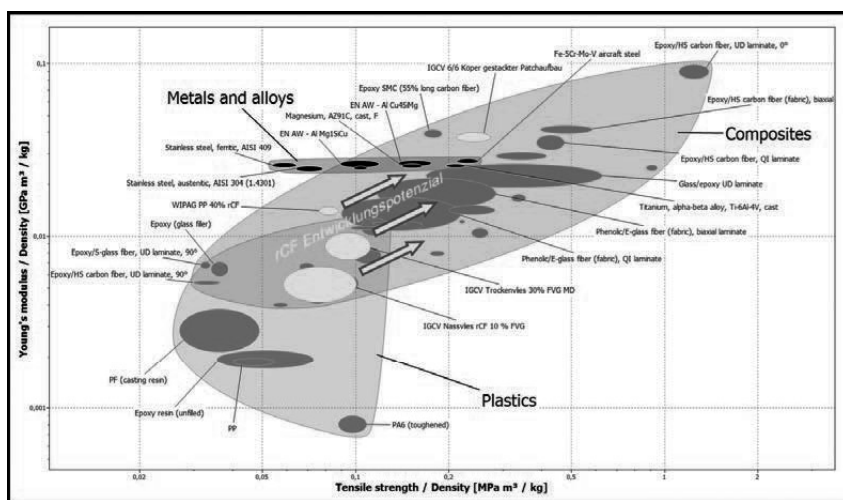 Fe-5Cr-Mo-V aircraft steel
Epoxy/HS carbon fiber, UD laminate, 0°
IGCV 6/6 Koper gestackter Patchaufbau
0,1
Epoxy SMC (55% long carbon fiber)
Metals and alloys
EN AW - Al Cu4SiMg
Epoxy/HS carbon fiber (fabric), biaxial
Magnesium, AZ91C, cast, F
EN AW - Al Mg1SiCu
Composites
Stainless steel, ferritic, AISI 409
Epoxy/HS carbon fiber, QI laminate
Stainless steel, austentic, AISI 304 (1.4301)
Glass/epoxy UD laminate
WIPAG PP 40% rCF
Titanium, alpha-beta alloy, Ti-6Al-4V, cast
rCF Entwicklungspotenzial
0,01
Epoxy (glass filler)
Phenolic/E-glass fiber (fabric), biaxial laminate
Epoxy/S-glass fiber, UD laminate, 90°
Phenolic/E-glass fiber (fabric), QI laminate
Epoxy/HS carbon fiber, UD laminate, 90°
IGCV Trockenvlies 30% FVG MD
IGCV Nassvlies rCF 10 % FVG
PF (casting resin)
Epoxy resin (unfilled)
Plastics
0,001
PP
PA6 (toughened)
Young's modulus / Density [GPa m³ / kg]
0,02
0,05
0,1
0,2
0,5
1
2
Tensile strength / Density [MPa m³ / kg]